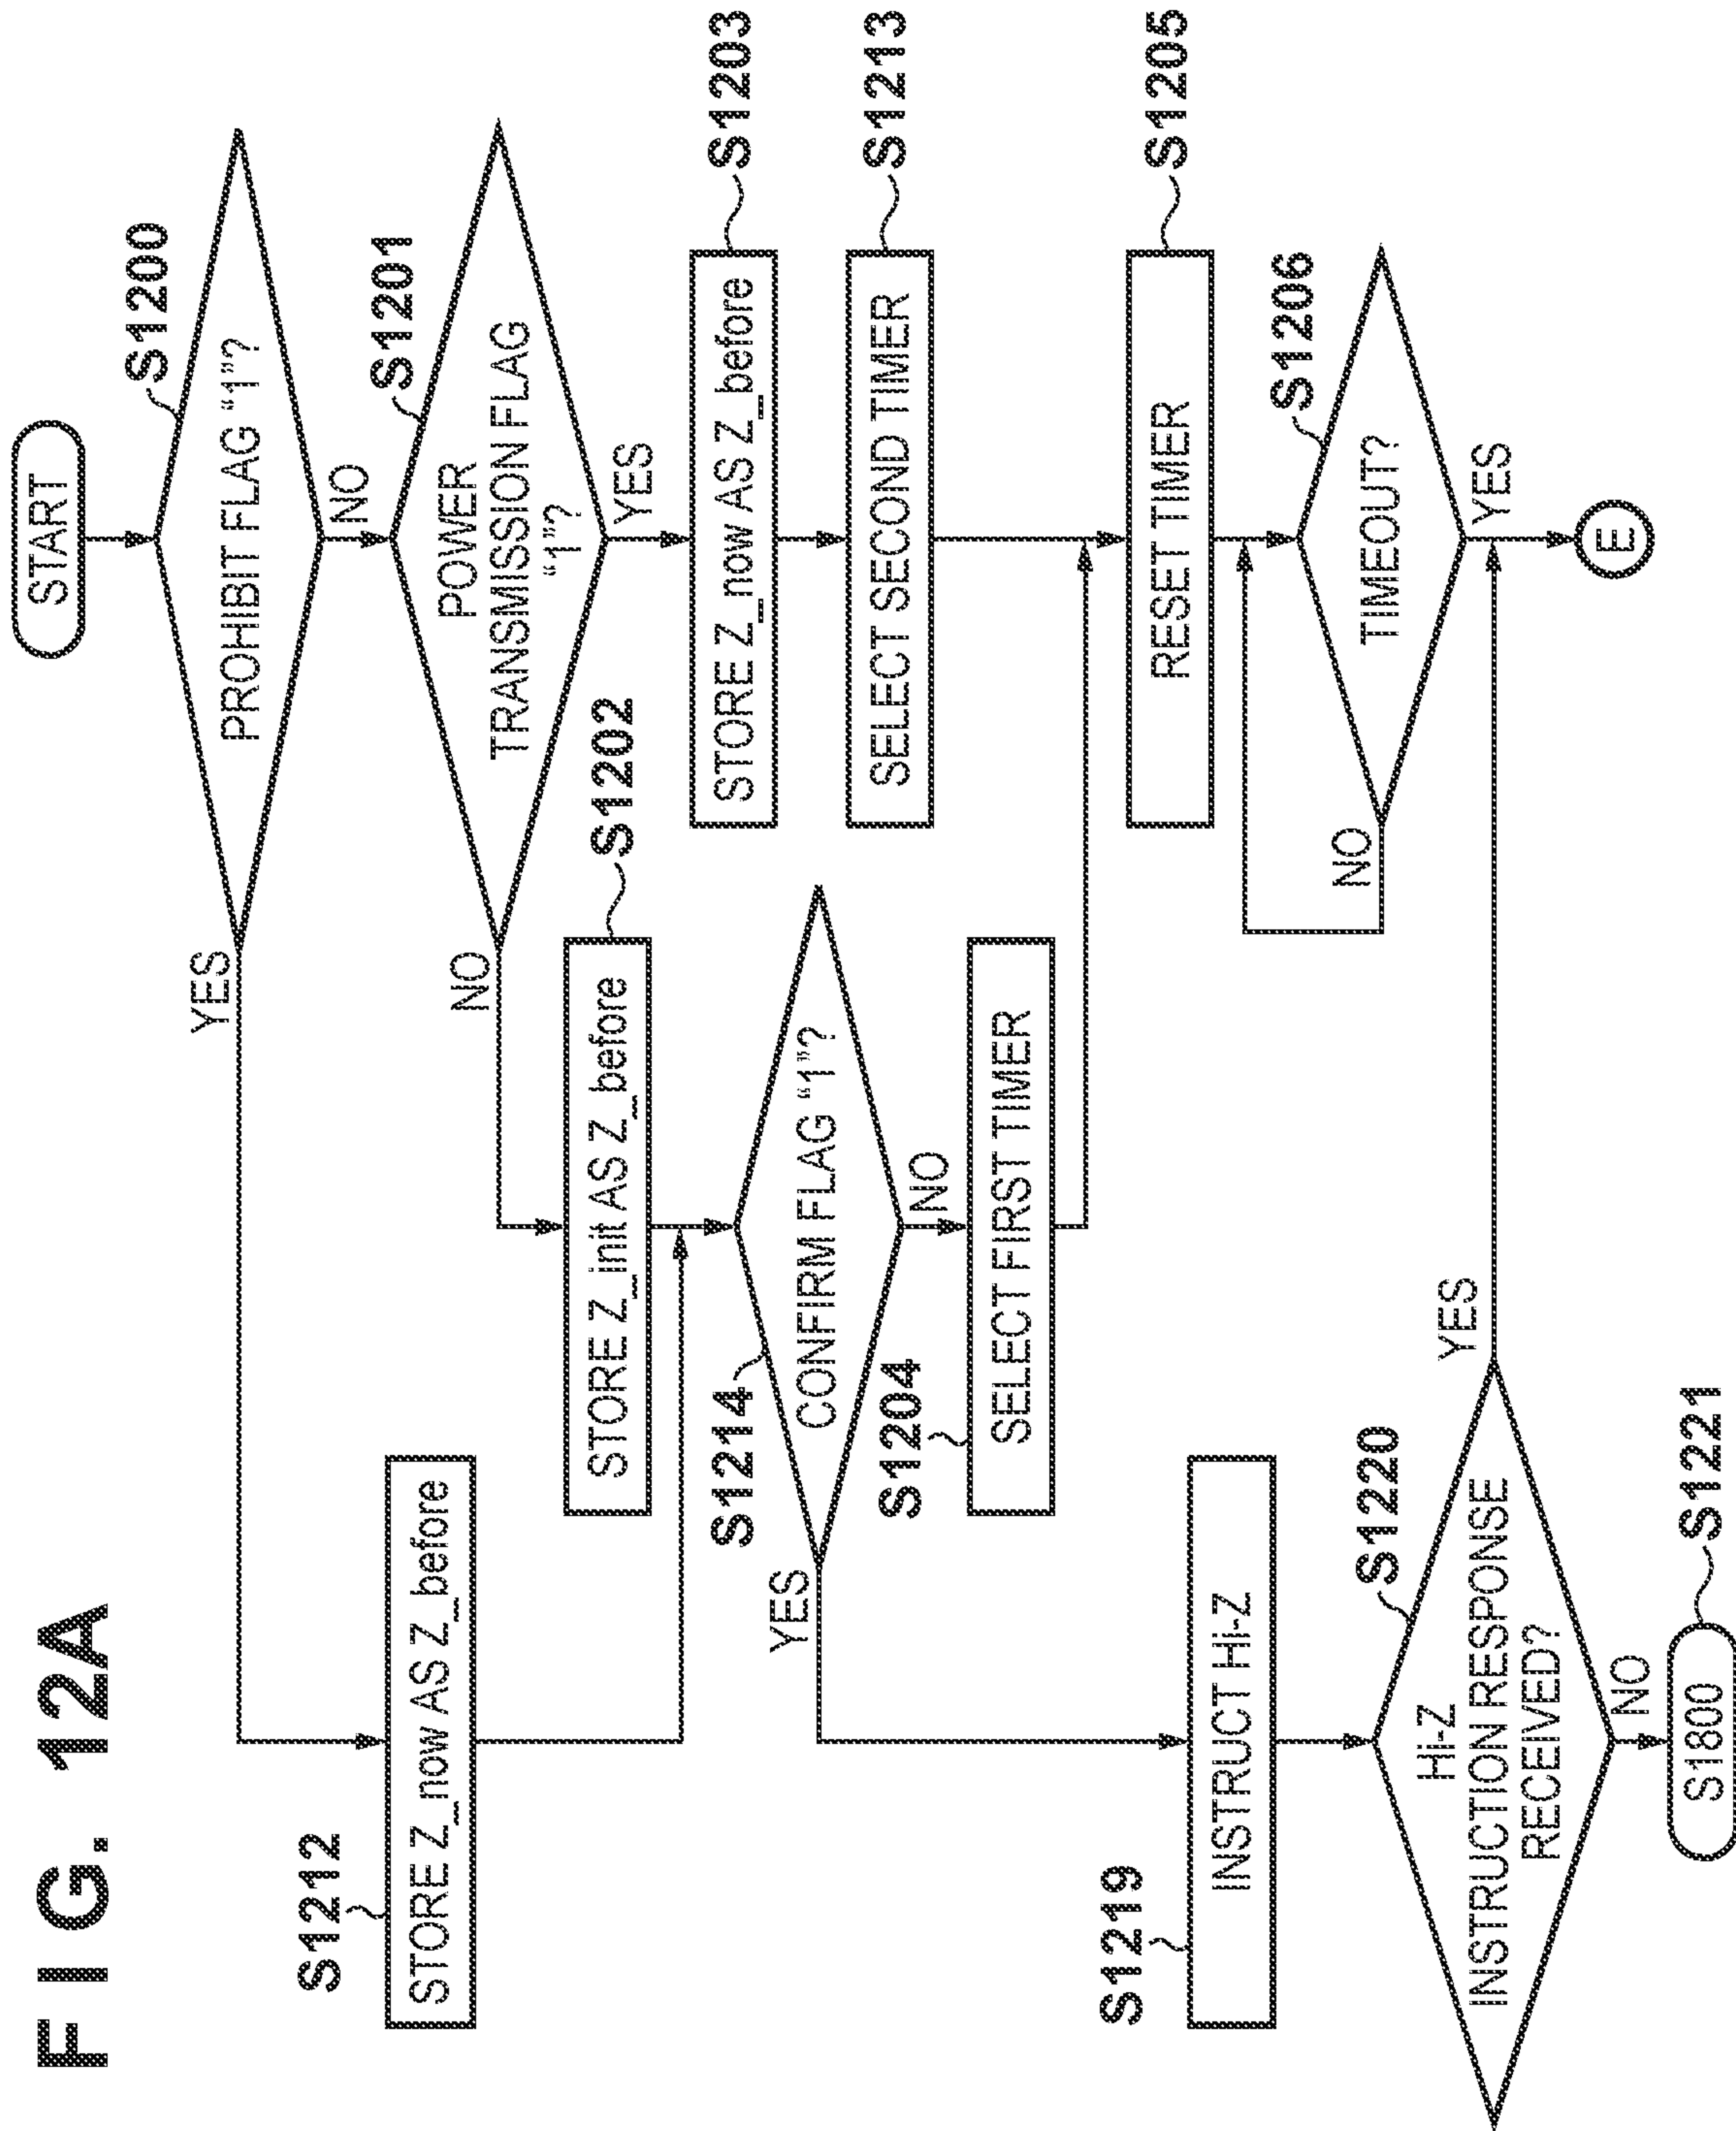 FIG. 12A
START
S1200
PROHIBIT FLAG "1"?
YES
NO
S1201
POWER
TRANSMISSION FLAG
"1"?
NO
YES
S1212
STORE Z_now AS Z_before
S1202
STORE Z_init AS Z_before
S1203
STORE Z_now AS Z_before
S1214
CONFIRM FLAG "1"?
YES
NO
S1213
SELECT SECOND TIMER
S1204
SELECT FIRST TIMER
S1205
RESET TIMER
S1219
INSTRUCT Hi-Z
S1206
TIMEOUT?
NO
YES
S1220
Hi-Z
INSTRUCTION RESPONSE
RECEIVED?
YES
NO
E
S1221
S1800